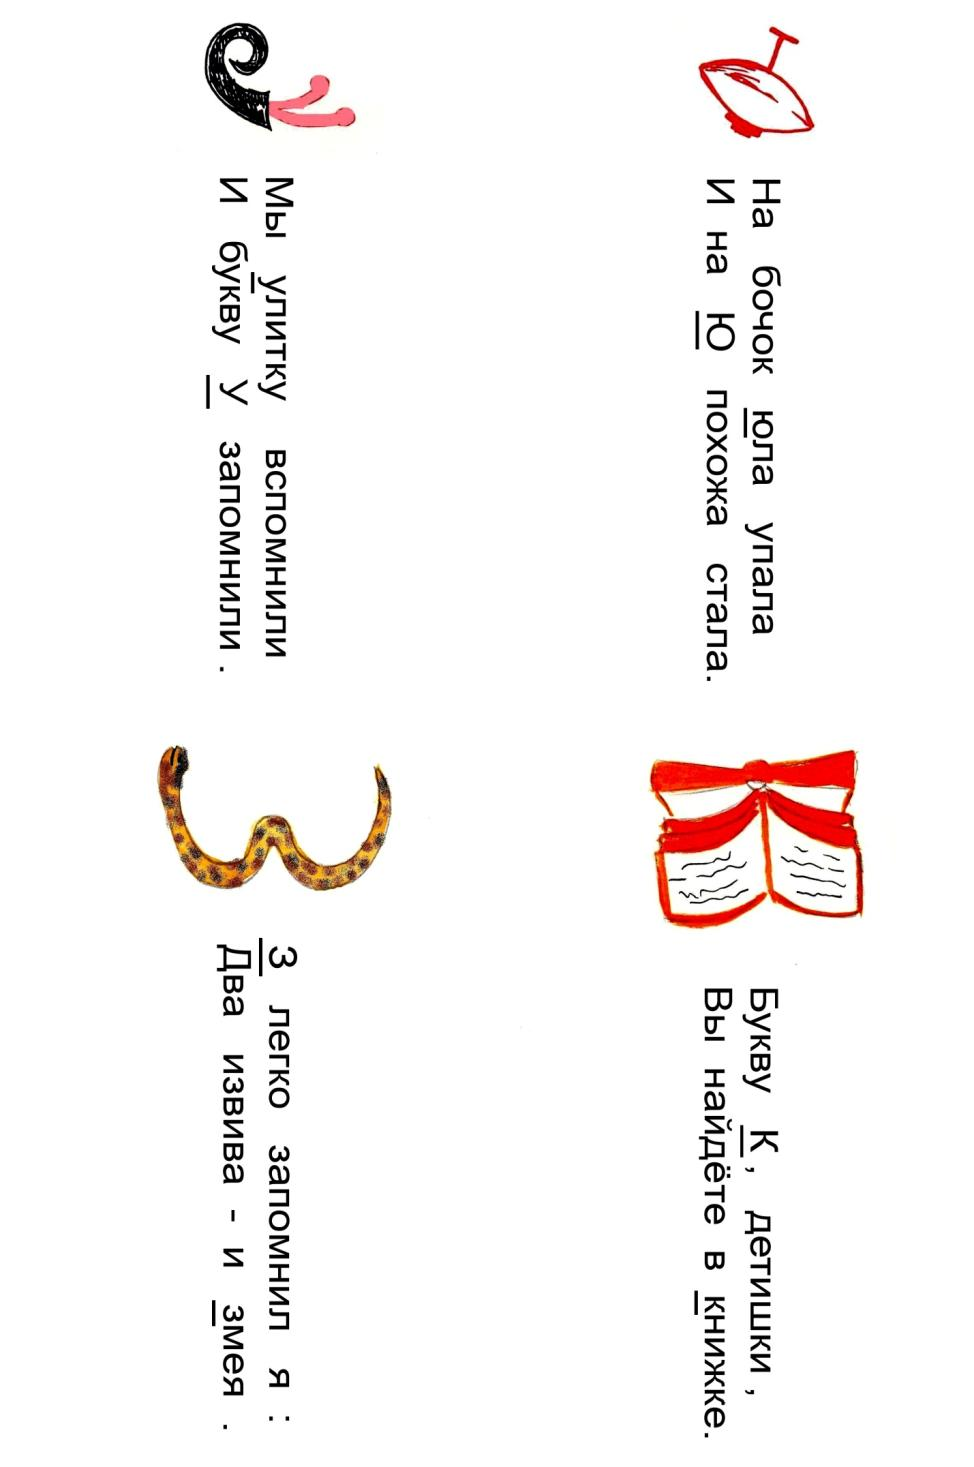 На бочок юла упала
И на Ю похожа стала.
Букву К, детишки,
Вы найдёте в книжке.
Мы улитку вспомнили
И букву У запомнили.
З легко запомнил я :
Два извива - и змея .